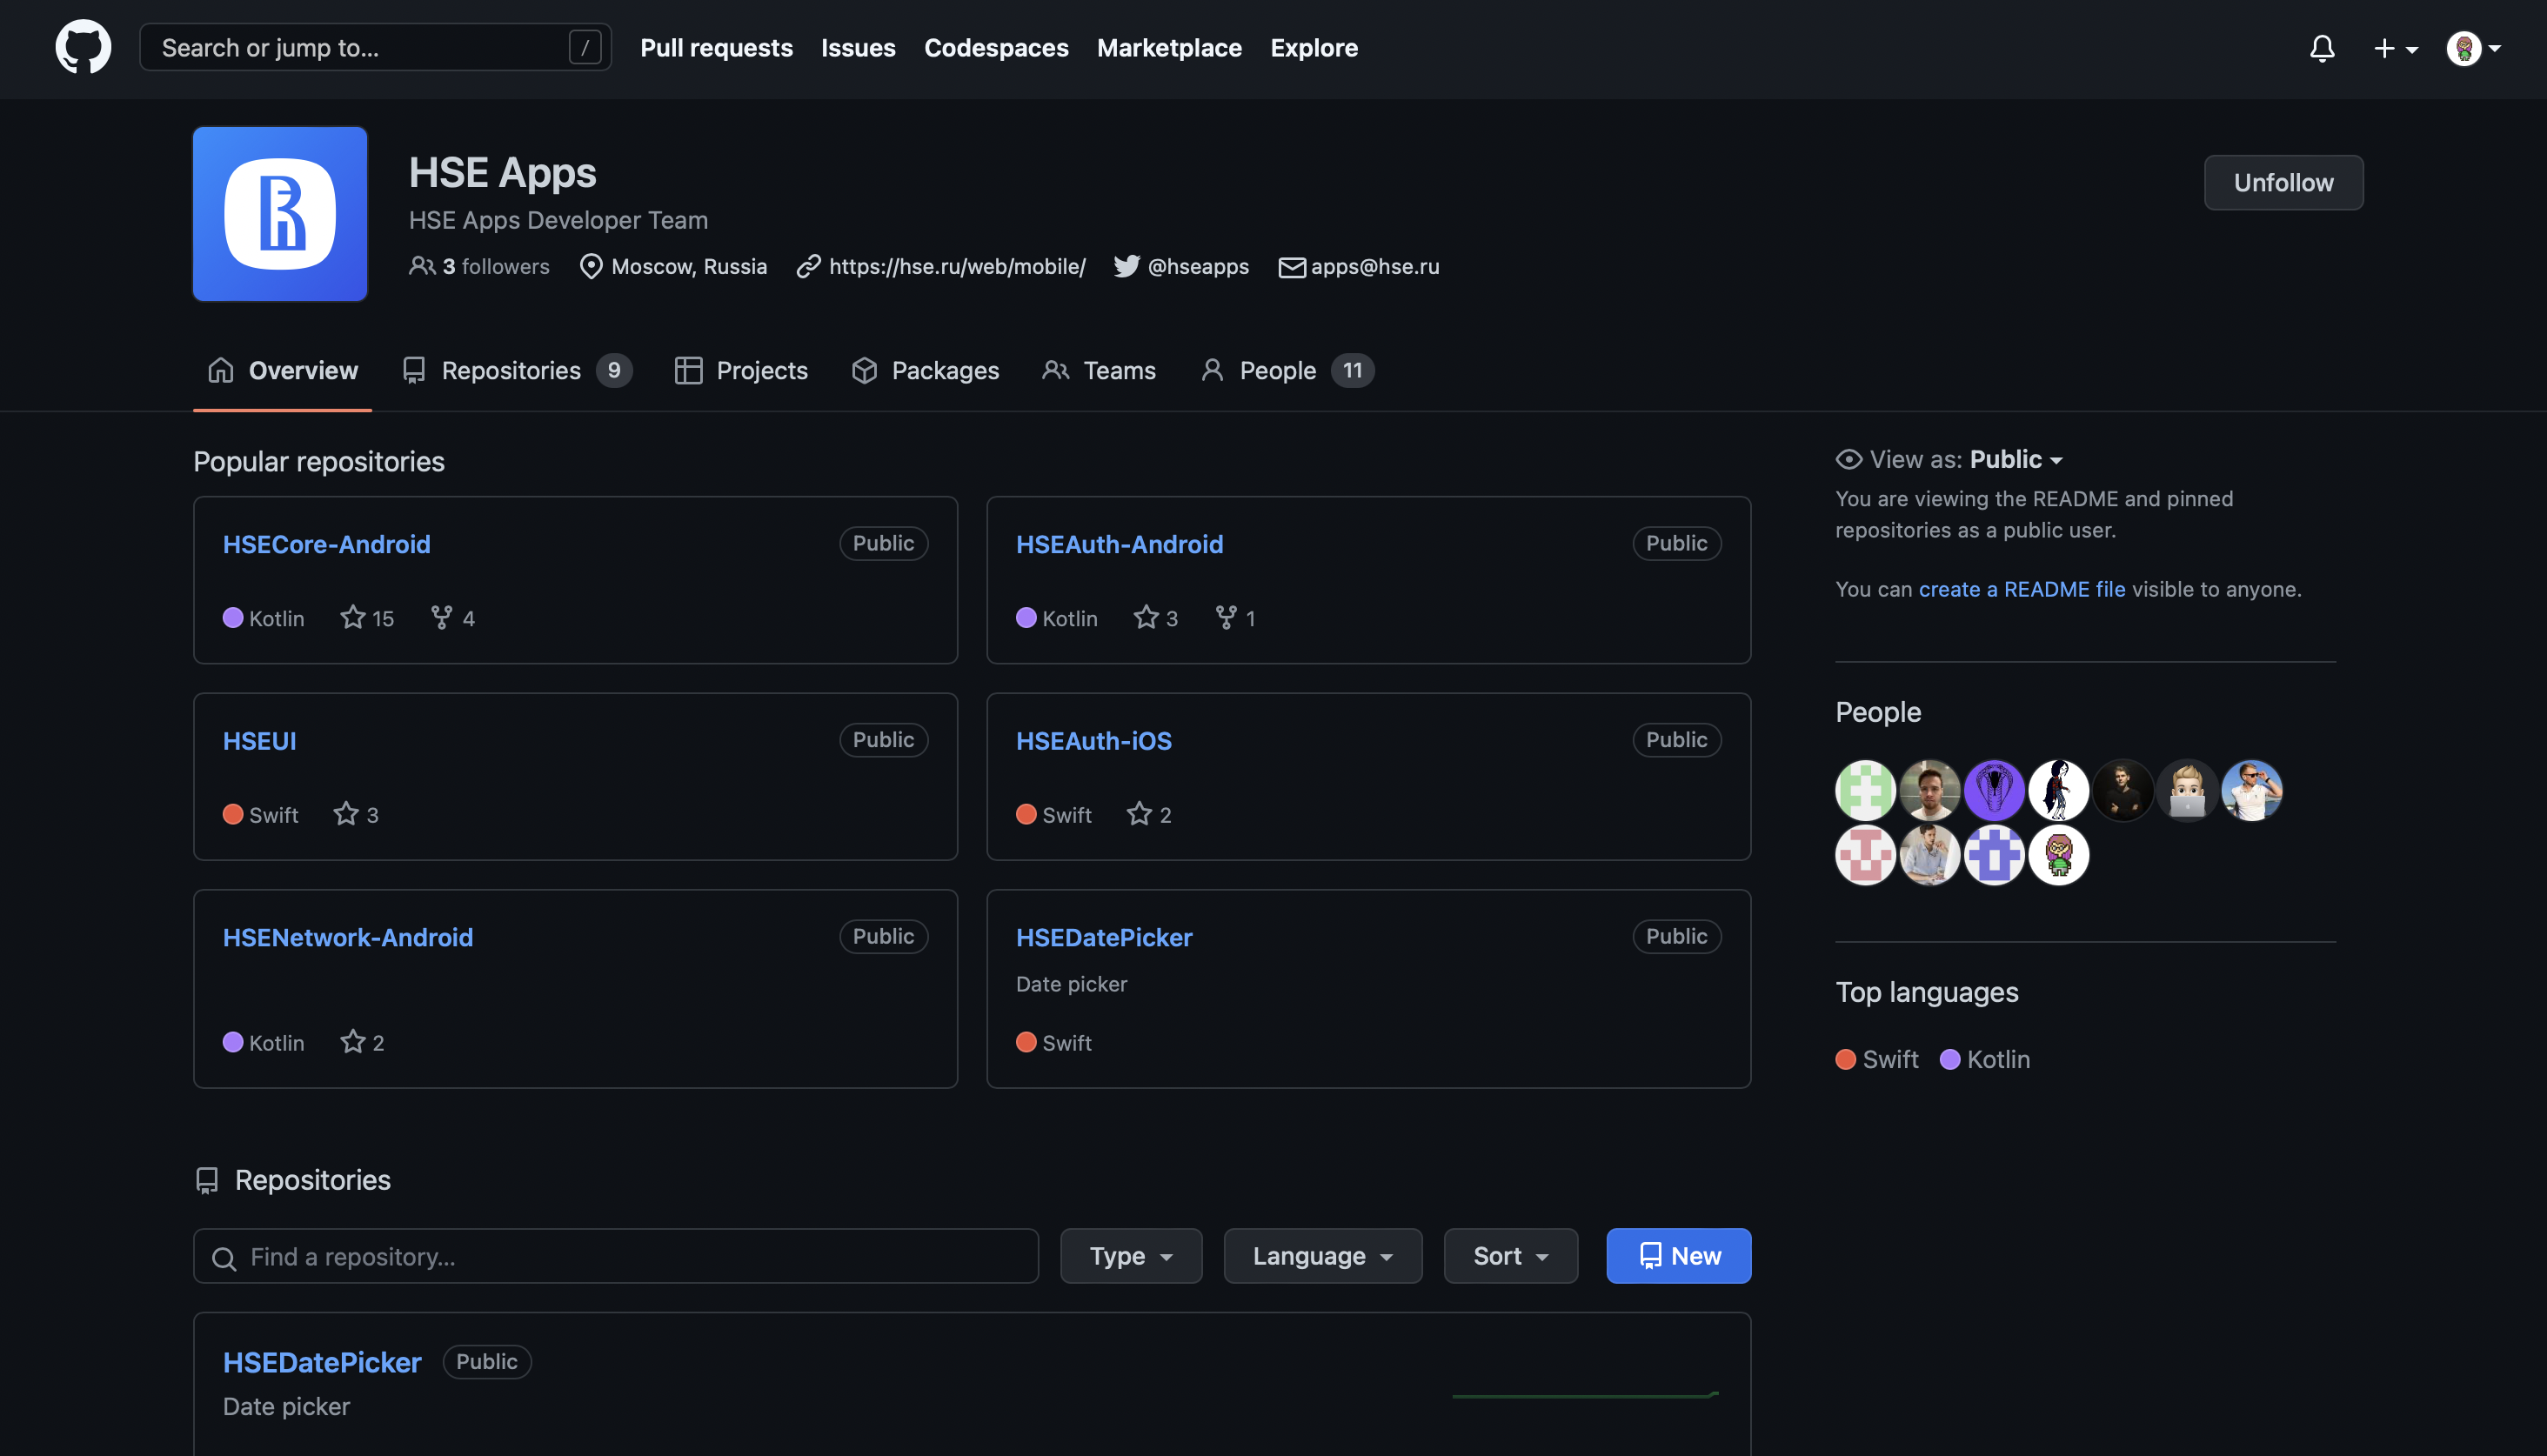 Search or jump to... /
Pull requests Issues Codespaces Marketplace Explore
HSE Apps
Unfollow
HSE Apps Developer Team
3 followers Moscow, Russia https://hse.ru/web/mobile/ @hseapps apps@hse.ru
Overview Repositories 9 Projects Packages Teams People 11
Popular repositories
HSECore-Android Public
Kotlin 15 4
HSEAuth-Android Public
Kotlin 3 1
HSEUI Public
Swift 3
HSEAuth-iOS Public
Swift 2
HSENetwork-Android Public
Kotlin 2
HSEDatePicker Public
Date picker
Swift
View as: Public
You are viewing the README and pinned
repositories as a public user.
You can create a README file visible to anyone.
People
Top languages
Swift Kotlin
Repositories
Find a repository... Type Language Sort New
HSEDatePicker Public
Date picker